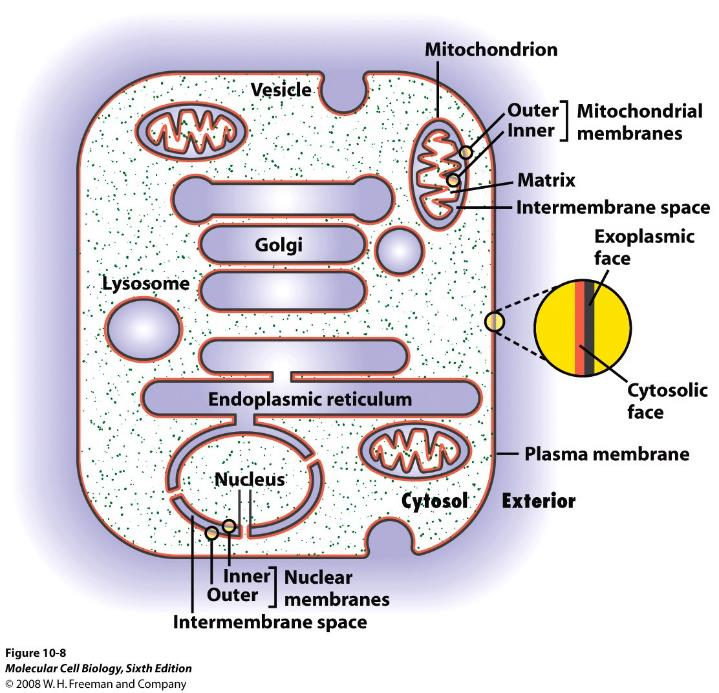 Mitochondrion
Vesicle
Outer
Inner
Mitochondrial
membranes
Matrix
Intermembrane space
Exoplasmic
face
Golgi
Lysosome
Cytosolic
face
Endoplasmic reticulum
Plasma membrane
Nucleus
Cytosol
Exterior
Inner
Outer
Nuclear
membranes
Intermembrane space
Figure 10-8
Molecular Cell Biology, Sixth Edition
© 2008 W. H. Freeman and Company